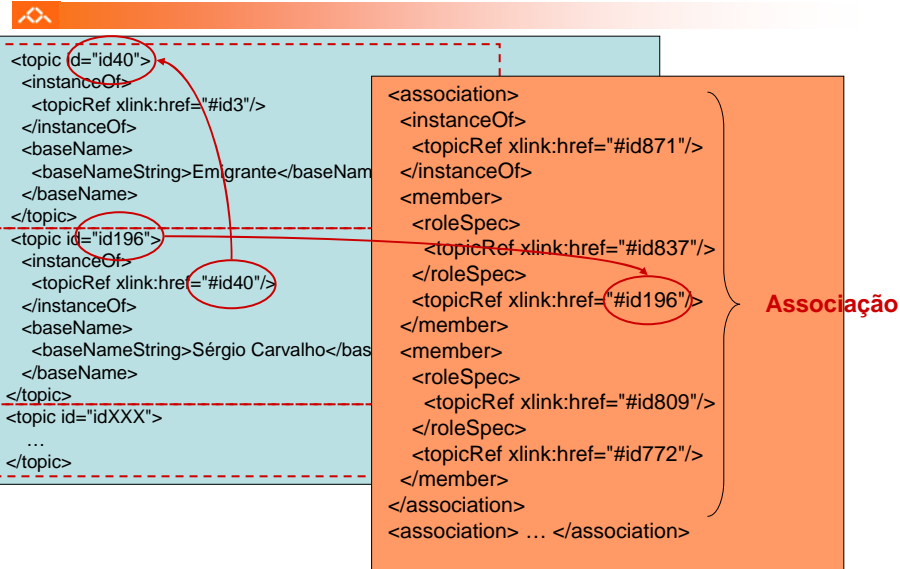 <topic id="id40">
<instanceOf>
<topicRef xlink:href="#id3"/>
</instanceOf>
<baseName>
<baseNameString>Emigrante</baseNam
</baseName>
</topic>
<topic id="id196">
<instanceOf>
<topicRef xlink:href="#id40"/>
</instanceOf>
<baseName>
<baseNameString>Sérgio Carvalho</bas
</baseName>
</topic>
<topic id="idXXX">
…
</topic>
<association>
<instanceOf>
<topicRef xlink:href="#id871"/>
</instanceOf>
<member>
<roleSpec>
<topicRef xlink:href="#id837"/>
</roleSpec>
<topicRef xlink:href="#id196"/>
</member>
<member>
<roleSpec>
<topicRef xlink:href="#id809"/>
</roleSpec>
<topicRef xlink:href="#id772"/>
</member>
</association>
<association> … </association>
Associação